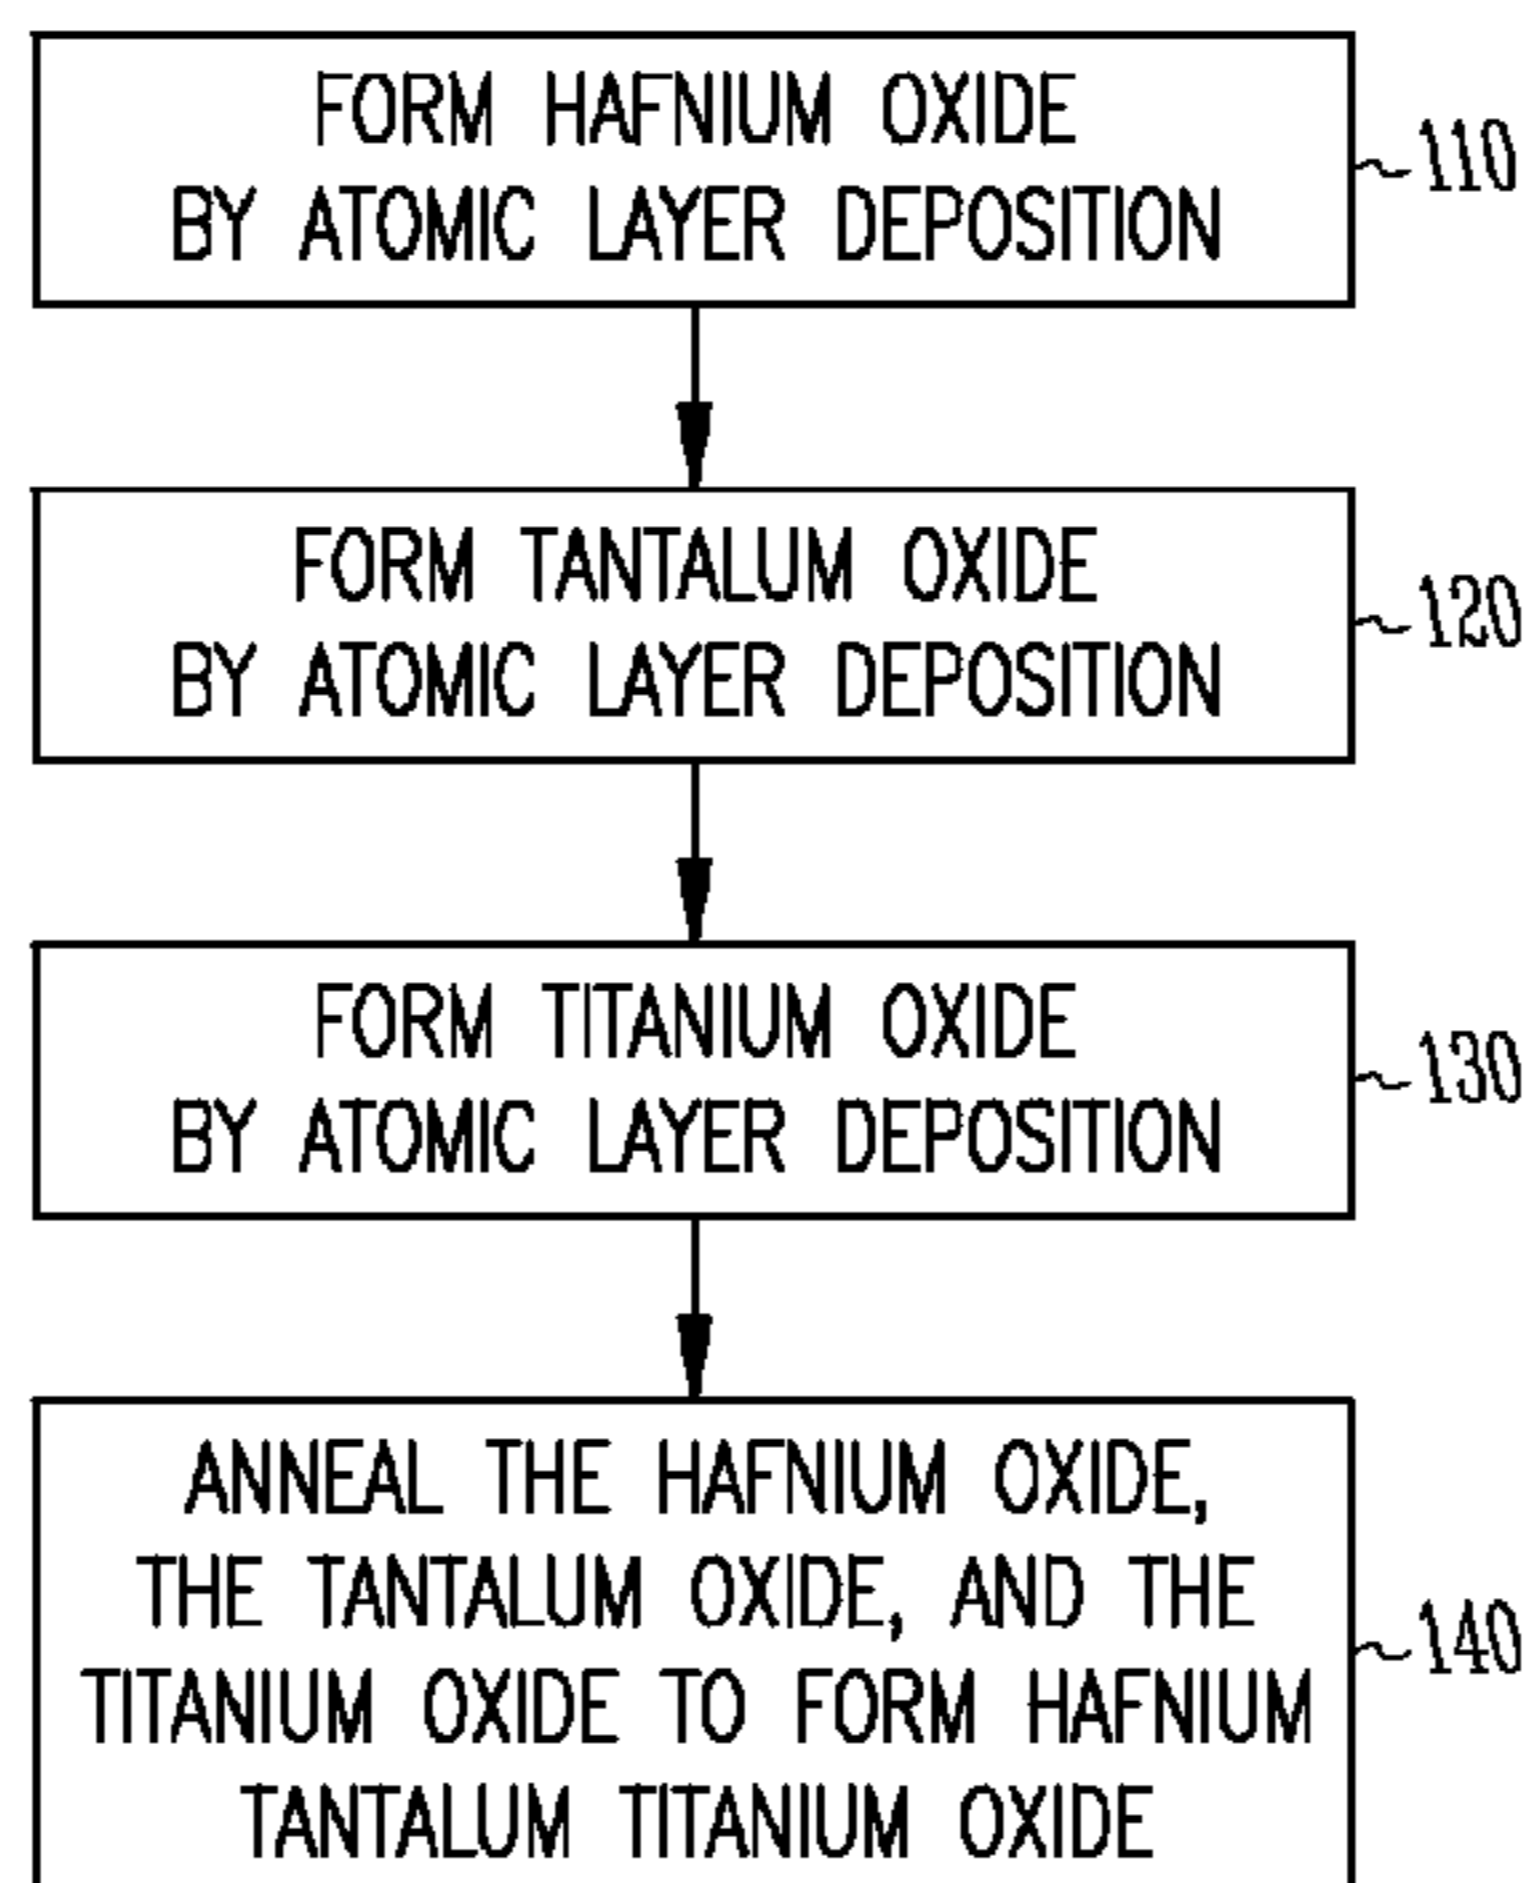 FORM HAFNIUM OXIDE
BY ATOMIC LAYER DEPOSITION
110
FORM TANTALUM OXIDE
BY ATOMIC LAYER DEPOSITION
120
FORM TITANIUM OXIDE
BY ATOMIC LAYER DEPOSITION
130
ANNEAL THE HAFNIUM OXIDE,
THE TANTALUM OXIDE, AND THE
TITANIUM OXIDE TO FORM HAFNIUM
TANTALUM TITANIUM OXIDE
140